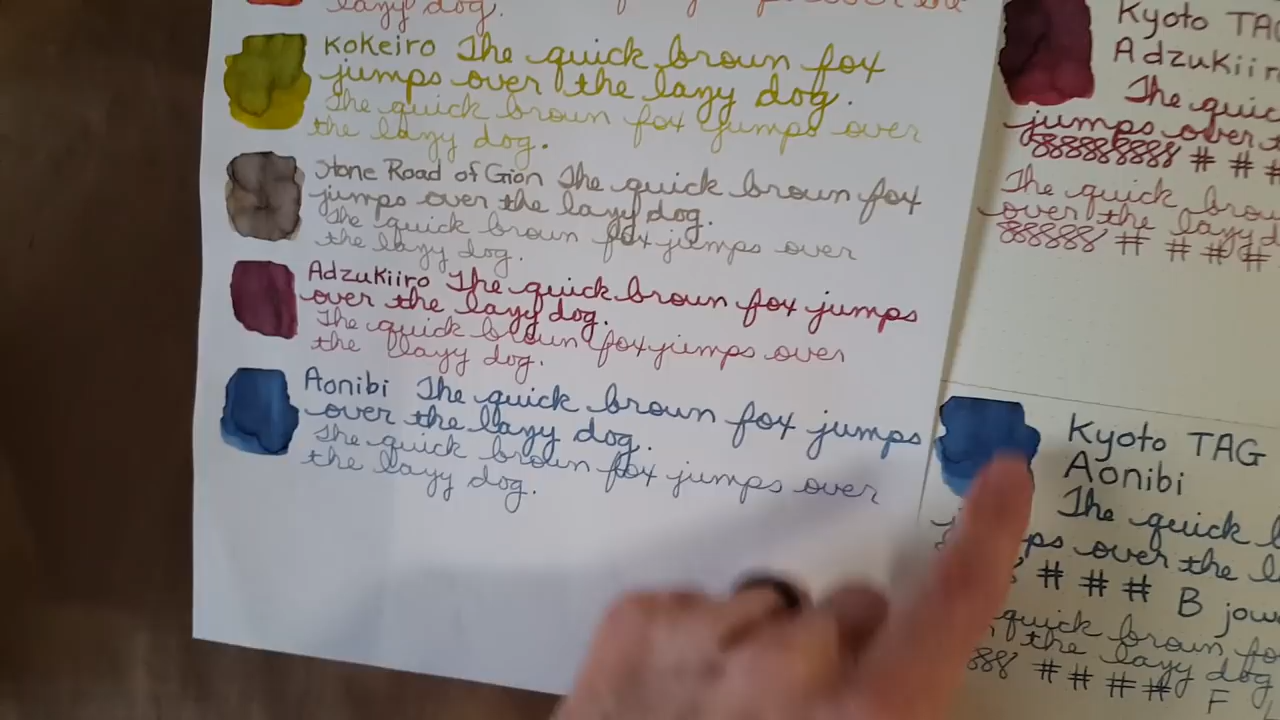 lazy dog.
Kokeiro The quick brown fox
jumps over the lazy dog.
The quick brown fox jumps over
the lazy dog.
Stone Road of Gion The quick brown fox
jumps over the lazy dog.
The quick brown fox jumps over
the lazy dog.
Adzukiiro The quick brown fox jumps
over the lazy dog.
The quick brown fox jumps over
the lazy dog.
Aonibi The quick brown fox jumps
over the lazy dog.
The quick brown fox jumps over
the lazy dog.
Kyoto TAG
Adzukiir
The quic
jumps over t
888888888 # # #
The quick brow
over the lazy d
88888 # # # #
Kyoto TAG
Aonibi
The quick b
ps over the l
# # # B jow
quick brown fo
the lazy dog
888 # # # # F